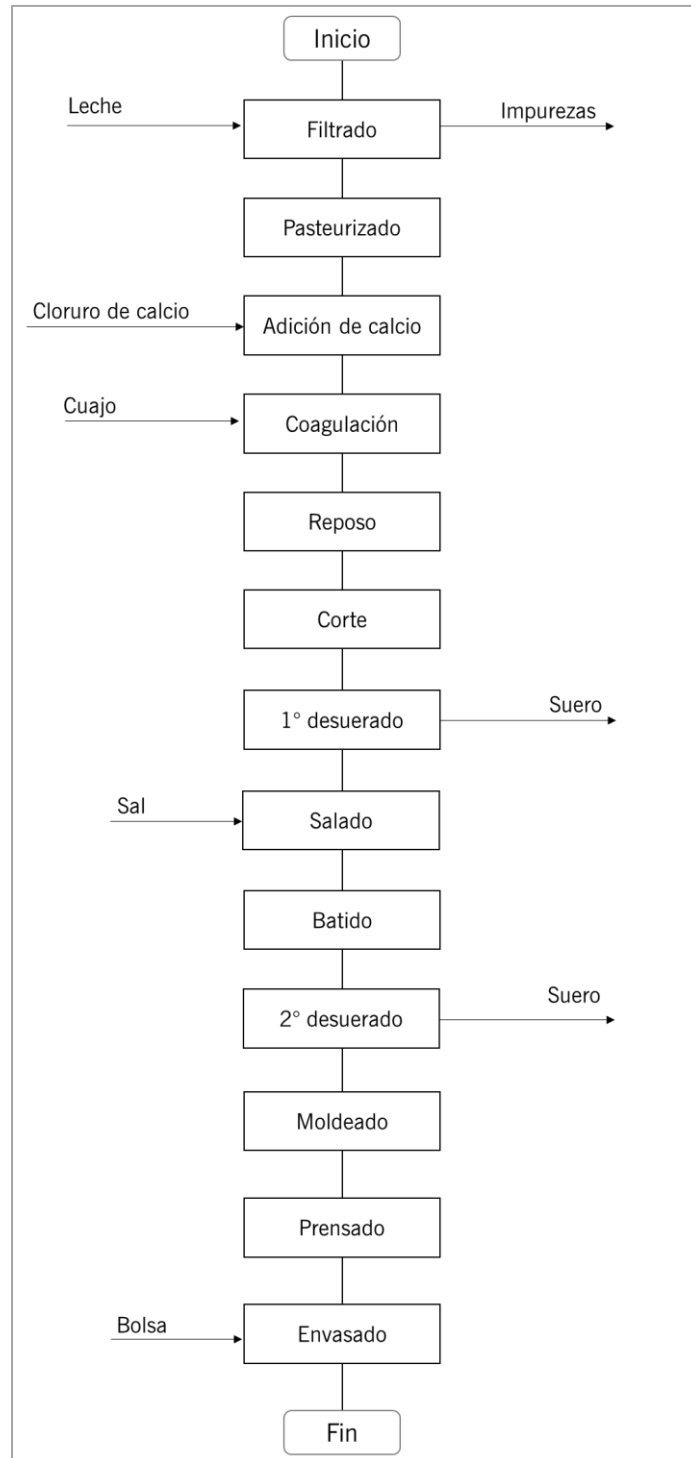 Inicio
Leche
Filtrado
Impurezas
Pasteurizado
Cloruro de calcio
Adición de calcio
Cuajo
Coagulación
Reposo
Corte
1° desuerado
Suero
Sal
Salado
Batido
2° desuerado
Suero
Moldeado
Prensado
Bolsa
Envasado
Fin